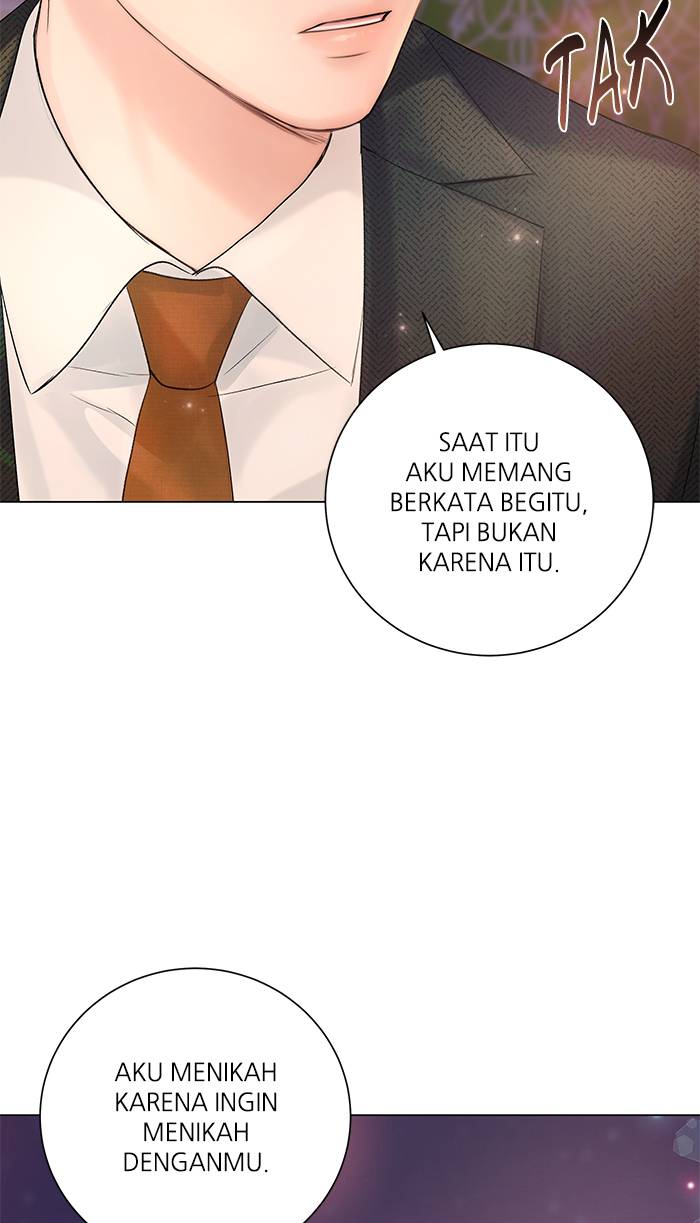 TAK
SAAT ITU
AKU MEMANG
BERKATA BEGITU,
TAPI BUKAN
KARENA ITU.
AKU MENIKAH
KARENA INGIN
MENIKAH
DENGANMU.